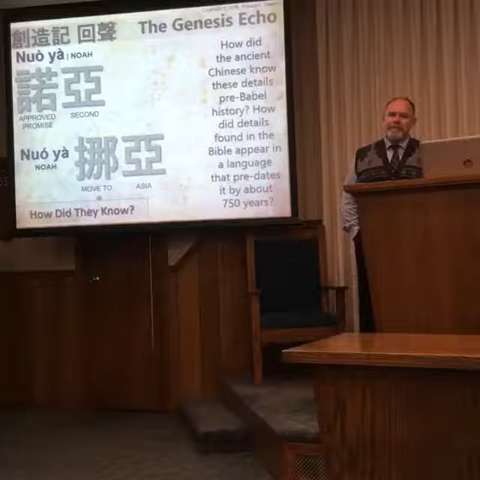 創造記 回聲
The Genesis Echo
Nuò yà | NOAH
諾亞
APPROVED PROMISE
SECOND
Nuó yà
NOAH
挪亞
MOVE TO
ASIA
How Did They Know?
How did
the ancient
Chinese know
these details
pre-Babel
history? How
did details
found in the
Bible appear in
a language
that pre-dates
it by about
750 years?